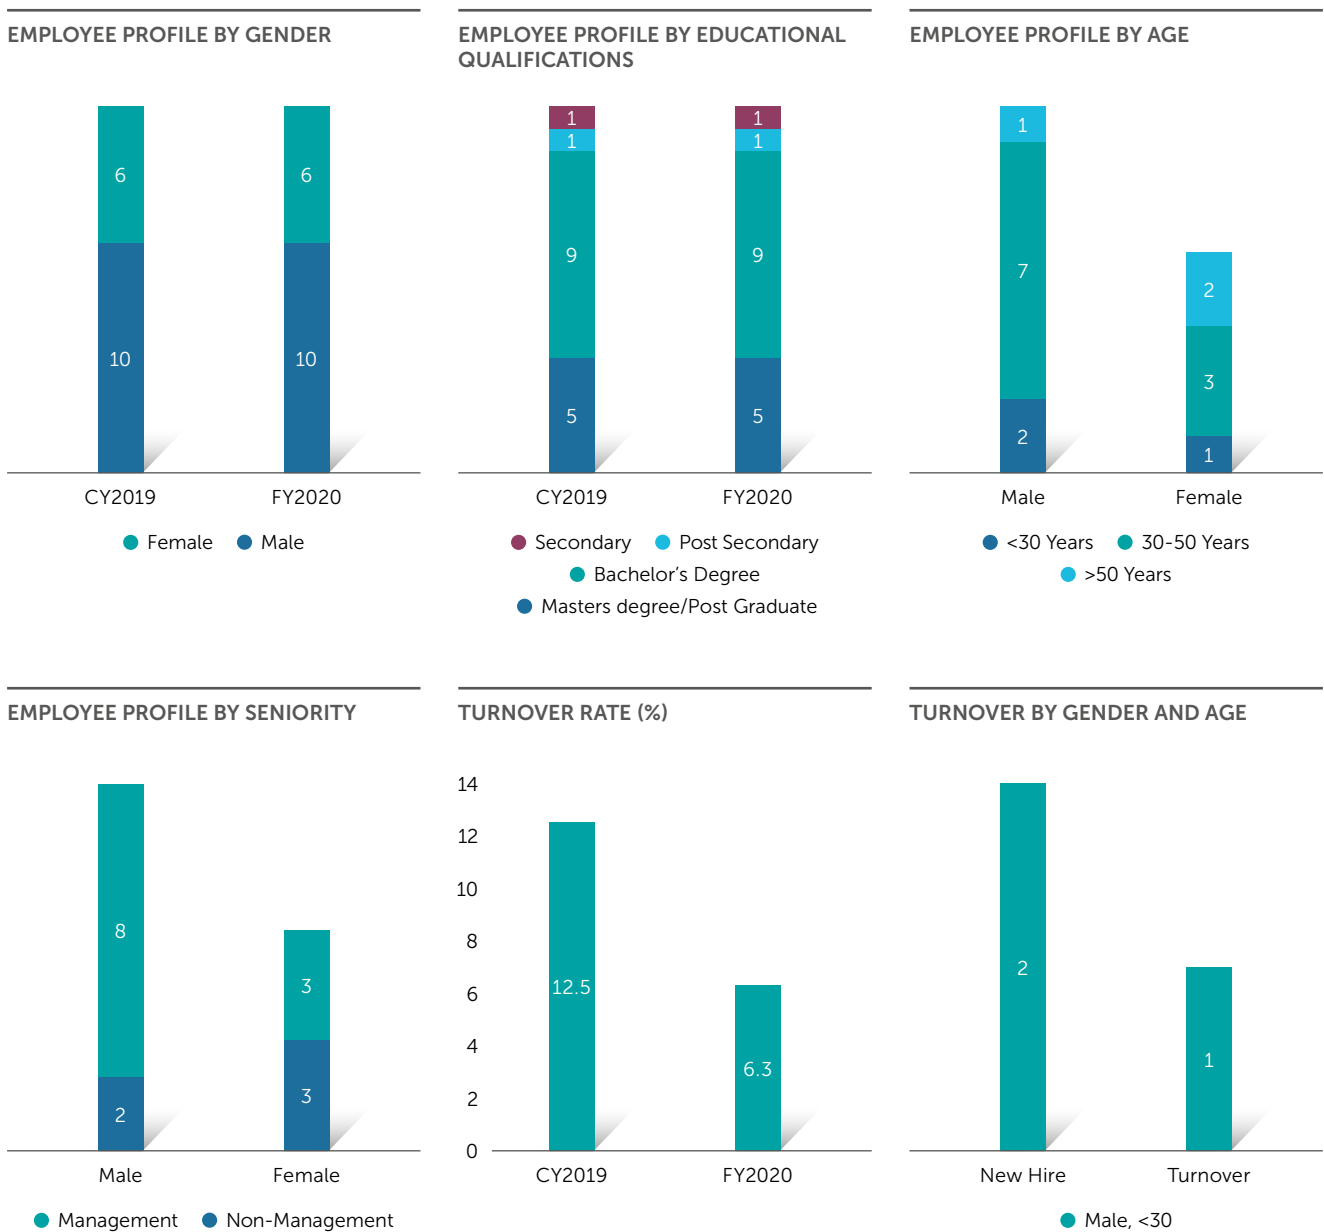 EMPLOYEE PROFILE BY GENDER
6
6
10
10
CY2019
FY2020
Female
Male
EMPLOYEE PROFILE BY EDUCATIONAL
QUALIFICATIONS
1
1
1
1
9
9
5
5
CY2019
FY2020
Secondary
Post Secondary
Bachelor's Degree
Masters degree/Post Graduate
EMPLOYEE PROFILE BY AGE
1
7
2
2
3
1
Male
Female
<30 Years
30-50 Years
>50 Years
EMPLOYEE PROFILE BY SENIORITY
8
3
2
3
Male
Female
Management
Non-Management
TURNOVER RATE (%)
14
12
10
8
6
4
2
0
12.5
6.3
CY2019
FY2020
TURNOVER BY GENDER AND AGE
2
1
New Hire
Turnover
Male, <30